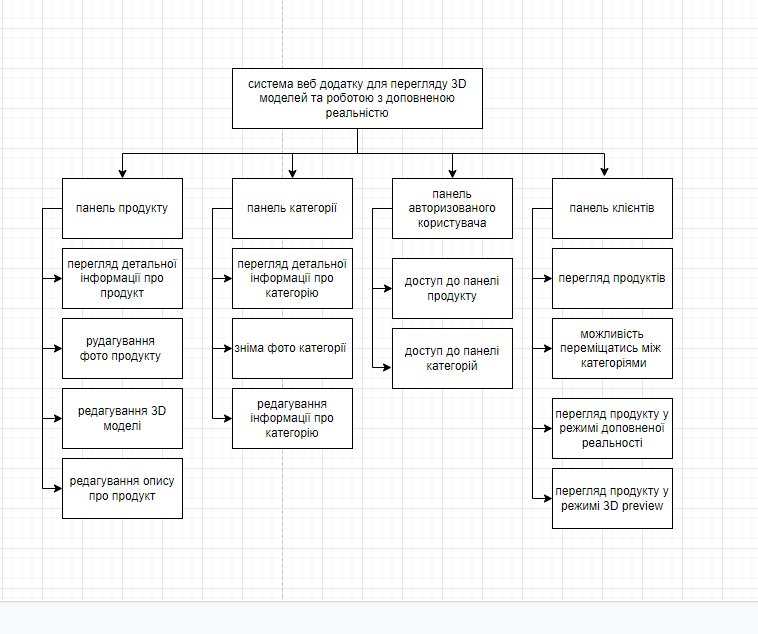 система веб додатку для перегляду 3D
моделей та роботою з доповненою
реальністю
панель продукту
перегляд детальної
інформації про
продукт
рудагування
фото продукту
редагування 3D
моделі
редагування опису
про продукт
панель категорії
перегляд детальної
інформації про
категорію
зніма фото категорії
редагування
інформації про
категорію
панель
авторизованого
користувача
доступ до панелі
продукту
доступ до панелі
категорій
панель клієнтів
перегляд продуктів
можливість
переміщатись між
категоріями
перегляд продукту у
режимі доповненої
реальності
перегляд продукту у
режимі 3D preview